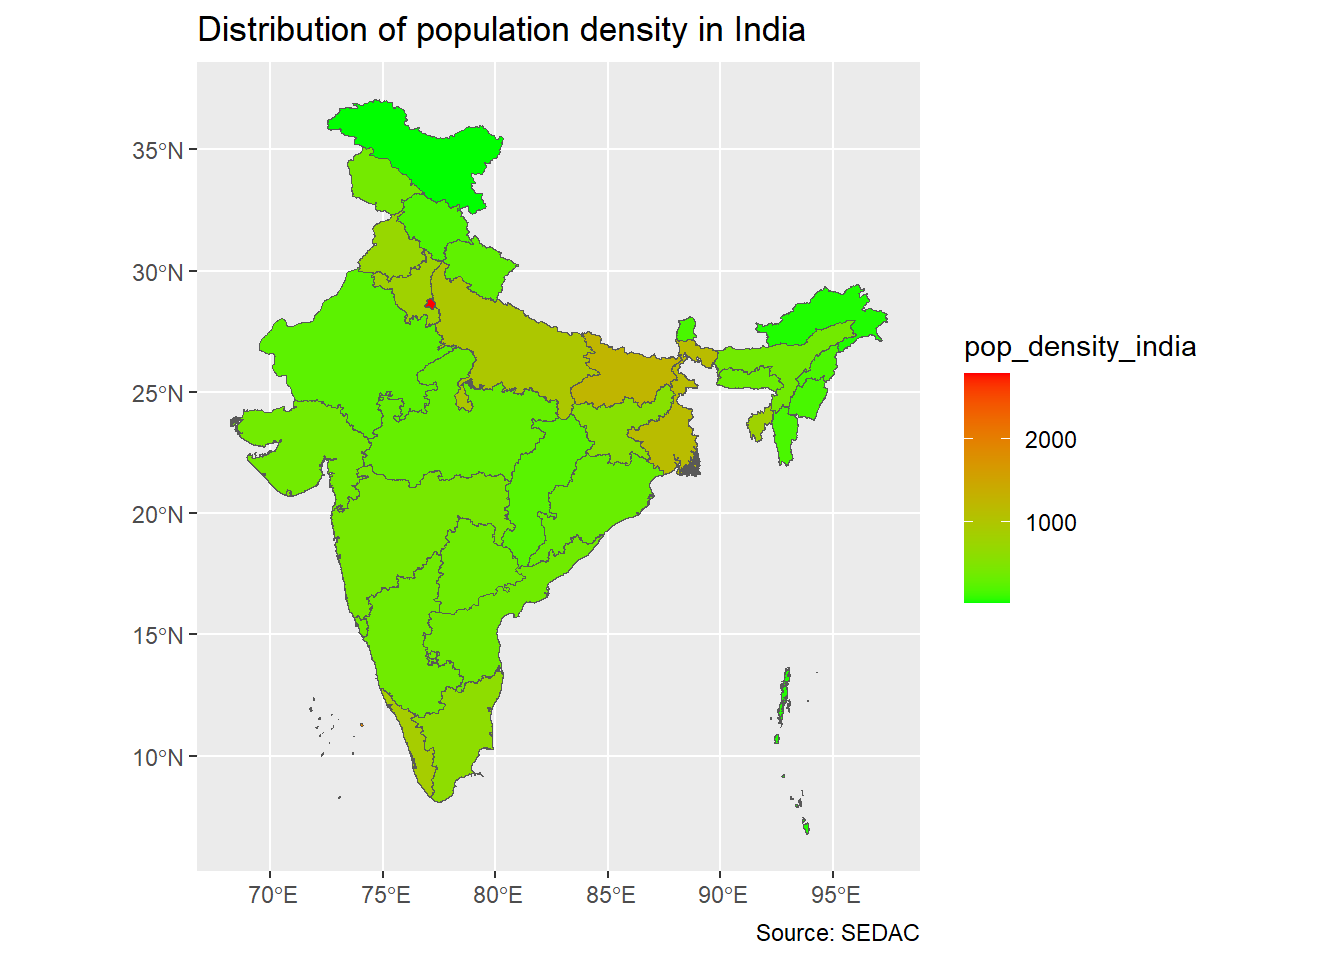 Distribution of population density in India
35°N
30°N
25°N
20°N
15°N
10°N
70°E
75°E
80°E
85°E
90°E
95°E
pop_density_india
2000
1000
Source: SEDAC